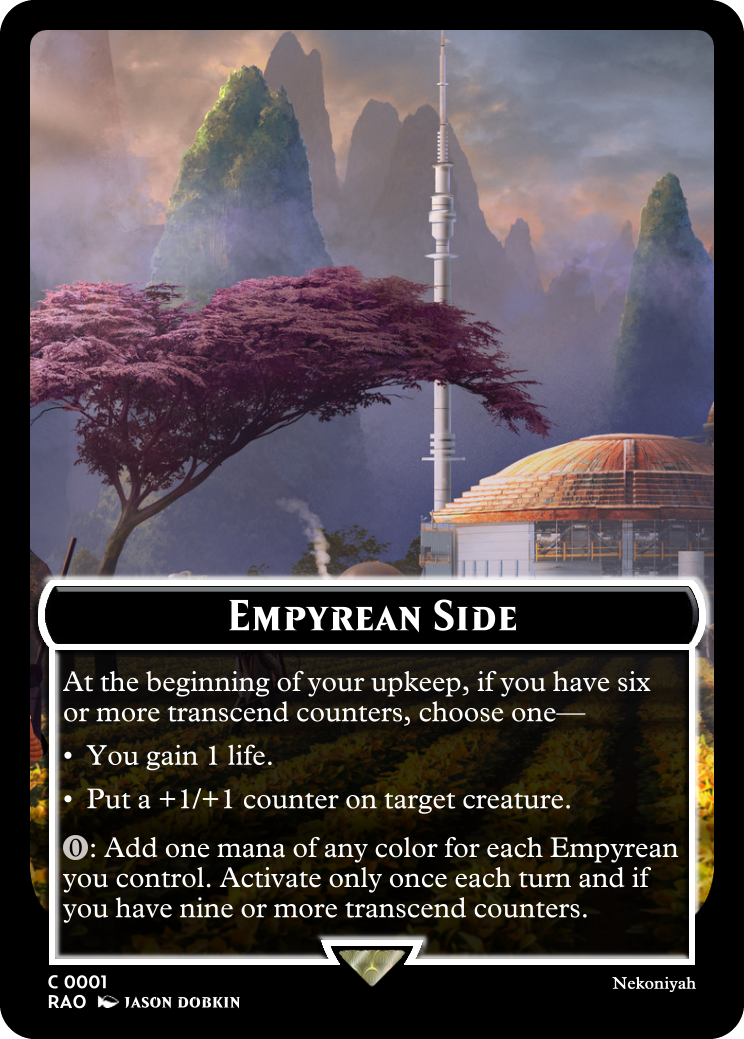 EMPYREAN SIDE
At the beginning of your upkeep, if you have six
or more transcend counters, choose one—
• You gain 1 life.
• Put a +1/+1 counter on target creature.
0: Add one mana of any color for each Empyrean
you control. Activate only once each turn and if
you have nine or more transcend counters.
C 0001
RAO JASON DOBKIN
Nekoniyah